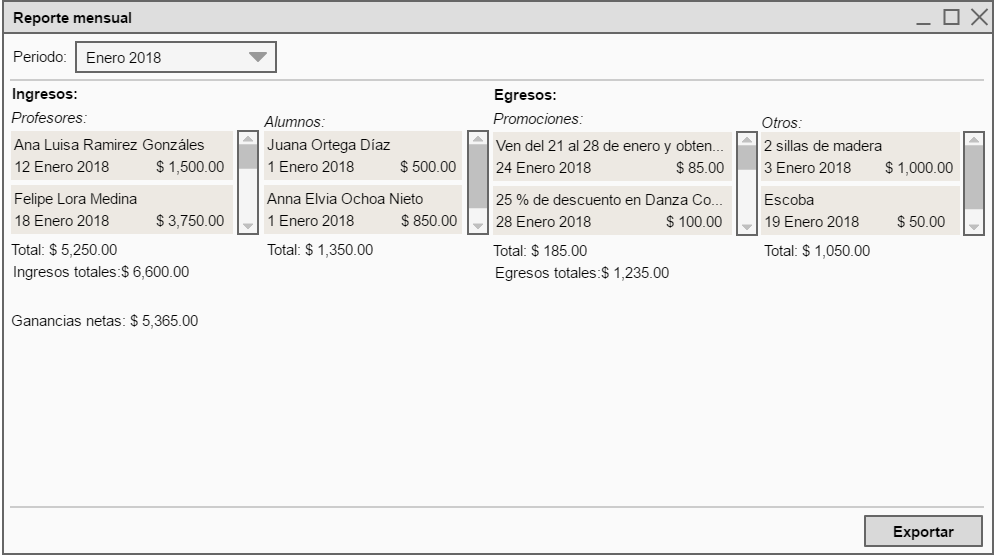 Reporte mensual
Periodo: Enero 2018
Ingresos:
Profesores:
Ana Luisa Ramirez Gonzáles
12 Enero 2018 $ 1,500.00
Felipe Lora Medina
18 Enero 2018 $ 3,750.00
Total: $ 5,250.00
Alumnos:
Juana Ortega Díaz
1 Enero 2018 $ 500.00
Anna Elvia Ochoa Nieto
1 Enero 2018 $ 850.00
Total: $ 1,350.00
Ingresos totales:$ 6,600.00
Egresos:
Promociones:
Ven del 21 al 28 de enero y obten...
24 Enero 2018 $ 85.00
25 % de descuento en Danza Co...
28 Enero 2018 $ 100.00
Total: $ 185.00
Otros:
2 sillas de madera
3 Enero 2018 $ 1,000.00
Escoba
19 Enero 2018 $ 50.00
Total: $ 1,050.00
Egresos totales:$ 1,235.00
Ganancias netas: $ 5,365.00
Exportar